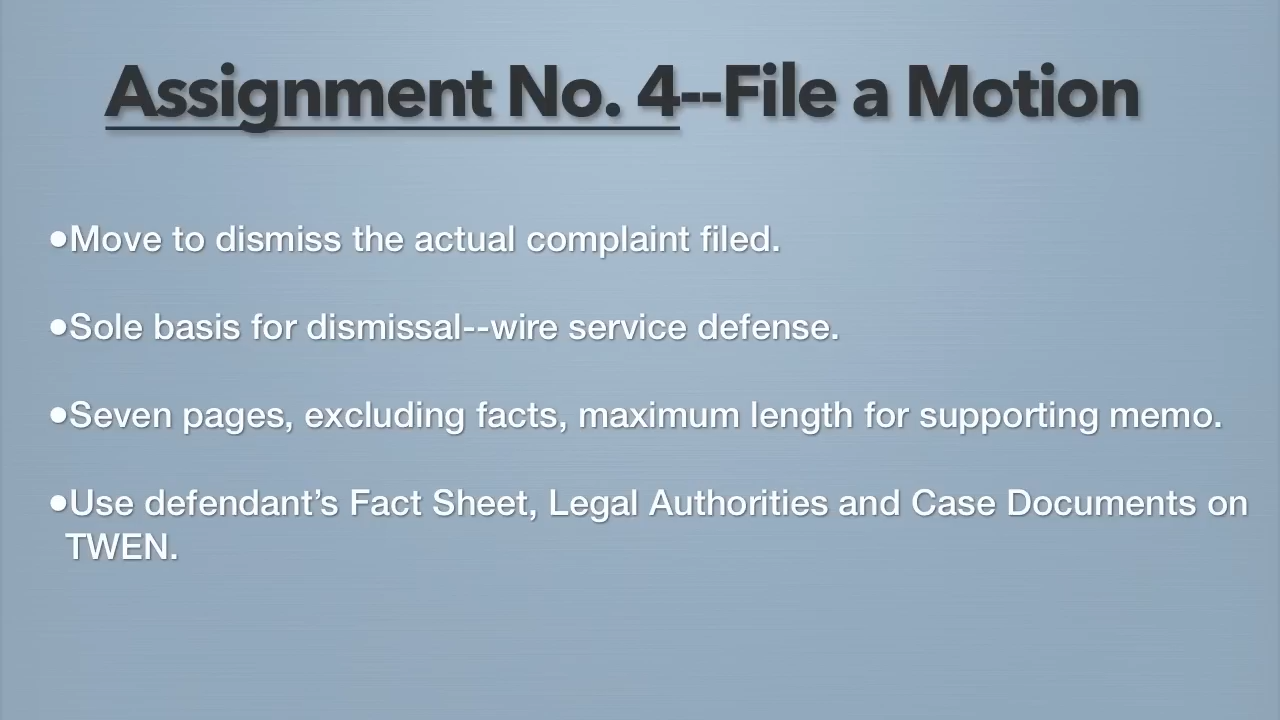 Assignment No. 4--File a Motion
•Move to dismiss the actual complaint filed.
•Sole basis for dismissal--wire service defense.
•Seven pages, excluding facts, maximum length for supporting memo.
•Use defendant’s Fact Sheet, Legal Authorities and Case Documents on
TWEN.